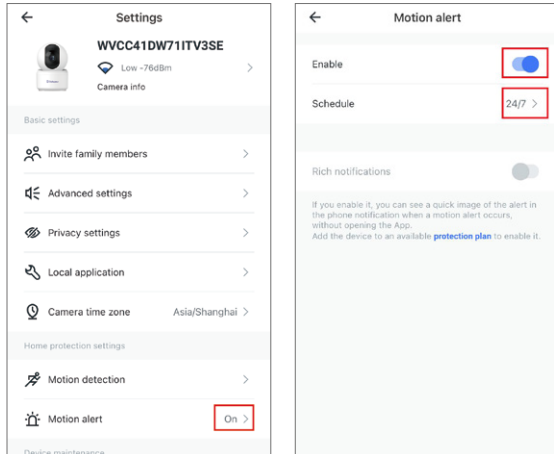 Settings
WVCC41DW71ITV3SE
Low -76dBm
Camera info
Basic settings
Invite family members
Advanced settings
Privacy settings
Local application
Camera time zone Asia/Shanghai
Home protection settings
Motion detection
Motion alert On
Device maintenance
Motion alert
Enable
Schedule 24/7
Rich notifications
If you enable it, you can see a quick image of the alert in
the phone notification when a motion alert occurs,
without opening the App.
Add the device to an available protection plan to enable it.